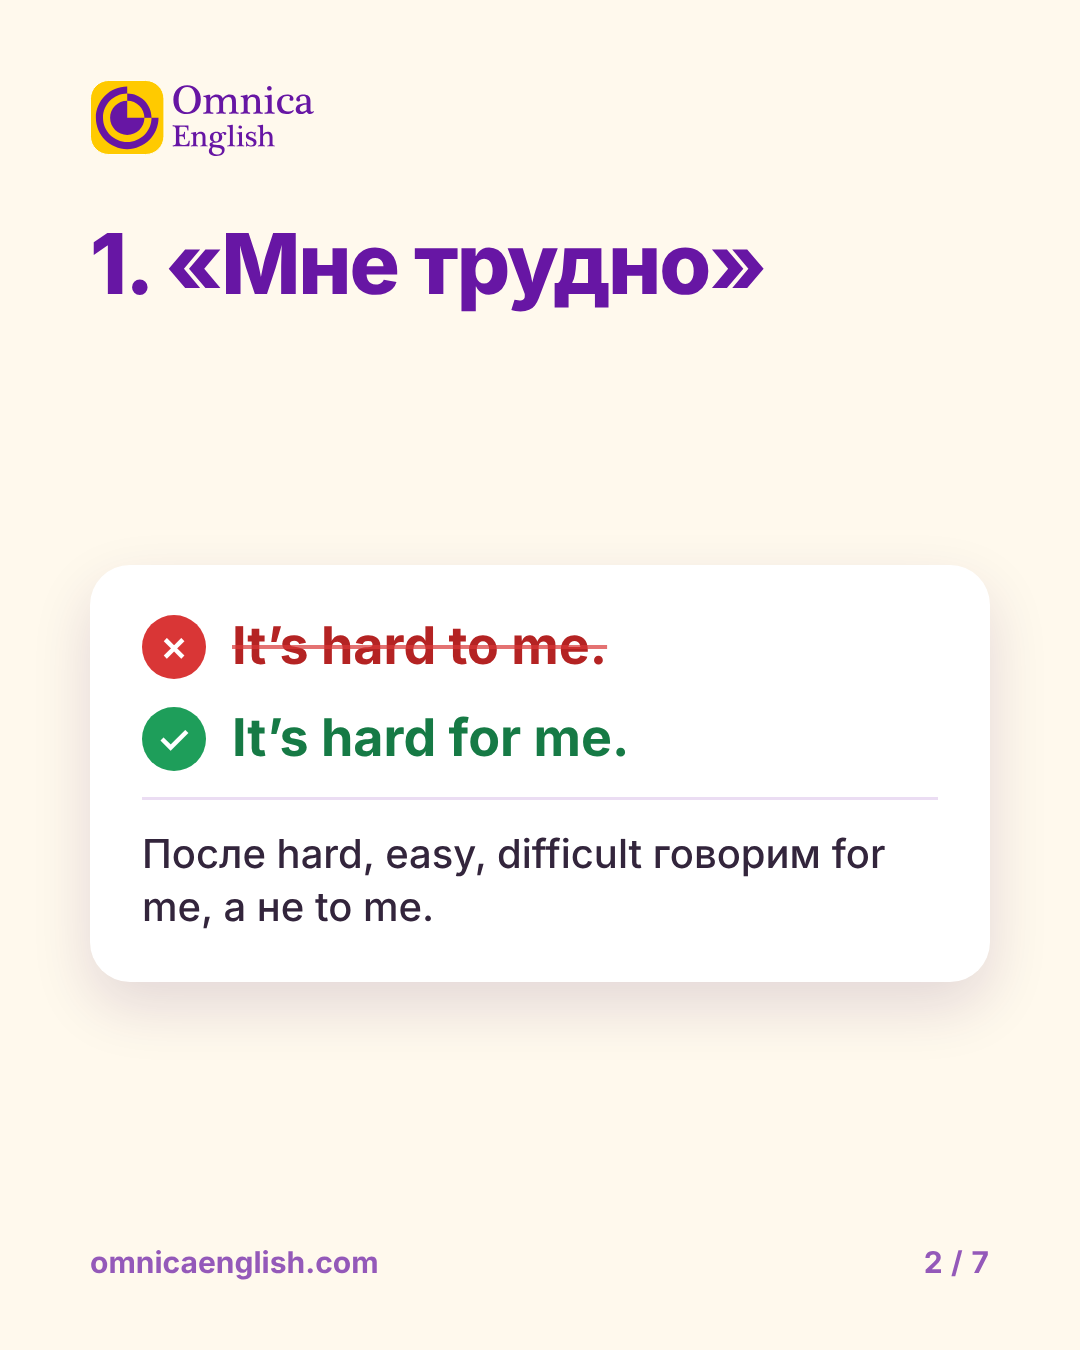 Omnica
English
1. «Мне трудно»
It’s hard to me.
It’s hard for me.
После hard, easy, difficult говорим for
me, а не to me.
omnicaenglish.com
2 / 7